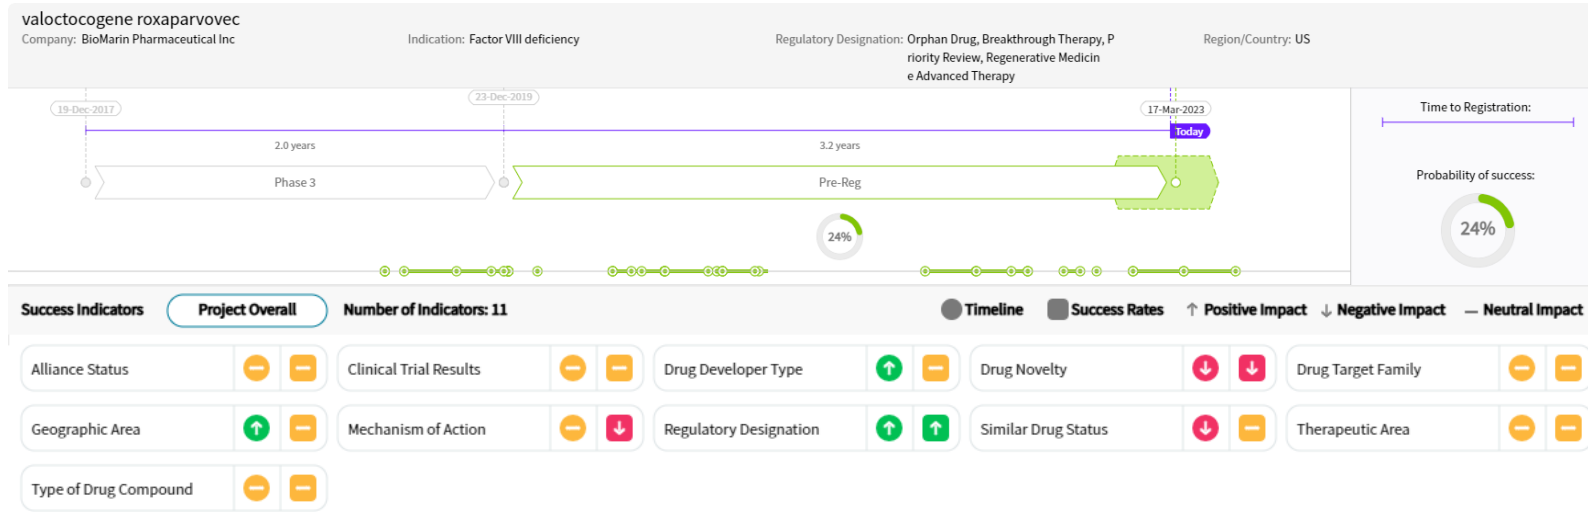 valoctocogene roxaparvovec
Company: BioMarin Pharmaceutical Inc
Indication: Factor VIII deficiency
Regulatory Designation: Orphan Drug, Breakthrough Therapy, P
riority Review, Regenerative Medicin
e Advanced Therapy
Region/Country: US
19-Dec-2017
23-Dec-2019
17-Mar-2023
Today
2.0 years
3.2 years
Phase 3
Pre-Reg
24%
Time to Registration:
Probability of success:
24%
Success Indicators
Project Overall
Number of Indicators: 11
Timeline
Success Rates
↑ Positive Impact
↓ Negative Impact
— Neutral Impact
Alliance Status
Clinical Trial Results
Drug Developer Type
Drug Novelty
Drug Target Family
Geographic Area
Mechanism of Action
Regulatory Designation
Similar Drug Status
Therapeutic Area
Type of Drug Compound